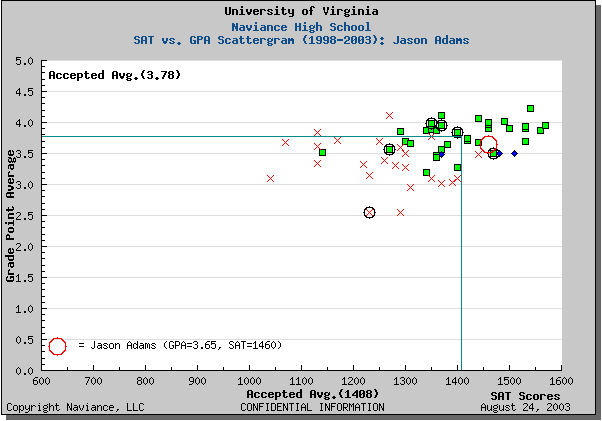 University of Virginia
Naviance High School
SAT vs. GPA Scattergram (1998-2003): Jason Adams
Accepted Avg.(3.78)
Grade Point Average
5.0
4.5
4.0
3.5
3.0
2.5
2.0
1.5
1.0
0.5
0.0
= Jason Adams (GPA=3.65, SAT=1460)
600 700 800 900 1000 1100 1200 1300 1400 1500 1600
Accepted Avg.(1408)
SAT Scores
Copyright Naviance, LLC
CONFIDENTIAL INFORMATION
August 24, 2003